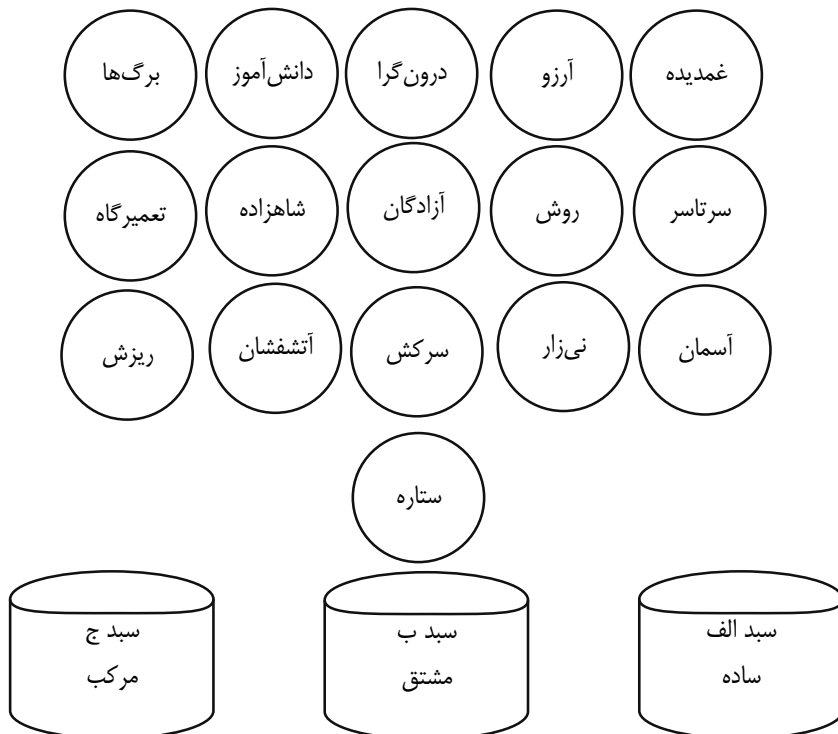 غمدیده آرزو درون‌گرا دانش‌آموز برگ‌ها
سرتاسر روش آزادگان شاهزاده تعمیرگاه
آسمان نی‌زار سرکش آتشفشان ریزش
ستاره
سبد الف سبد ب سبد ج
ساده مشتق مرکب